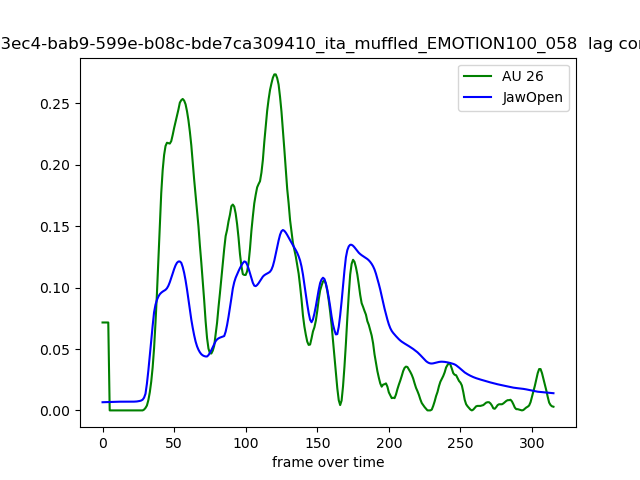 3ec4-bab9-599e-b08c-bde7ca309410_ita_muffled_EMOTION100_058 lag
AU 26
JawOpen
0.25
0.20
0.15
0.10
0.05
0.00
0 50 100 150 200 250 300
frame over time